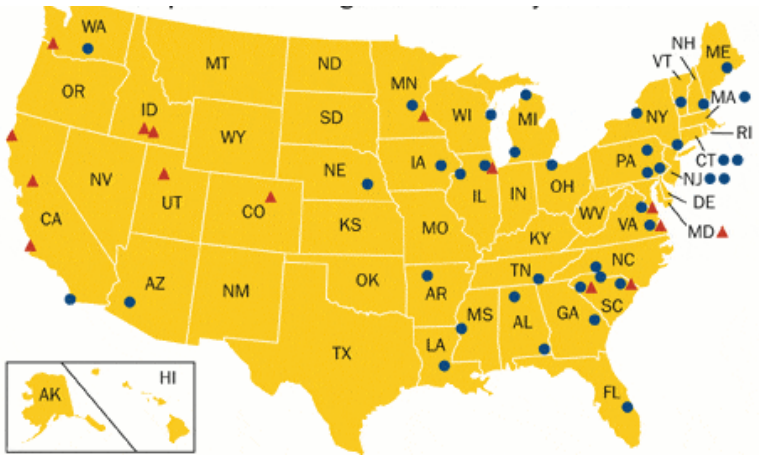 WA
MT
ND
MN
OR
ID
SD
WI
MI
VT
NH
ME
MA
NY
RI
WY
IA
NE
PA
CT
NV
UT
CO
IL
IN
OH
NJ
DE
MD
CA
KS
MO
WV
VA
KY
NC
AZ
NM
OK
AR
TN
SC
MS
AL
GA
LA
TX
FL
AK
HI